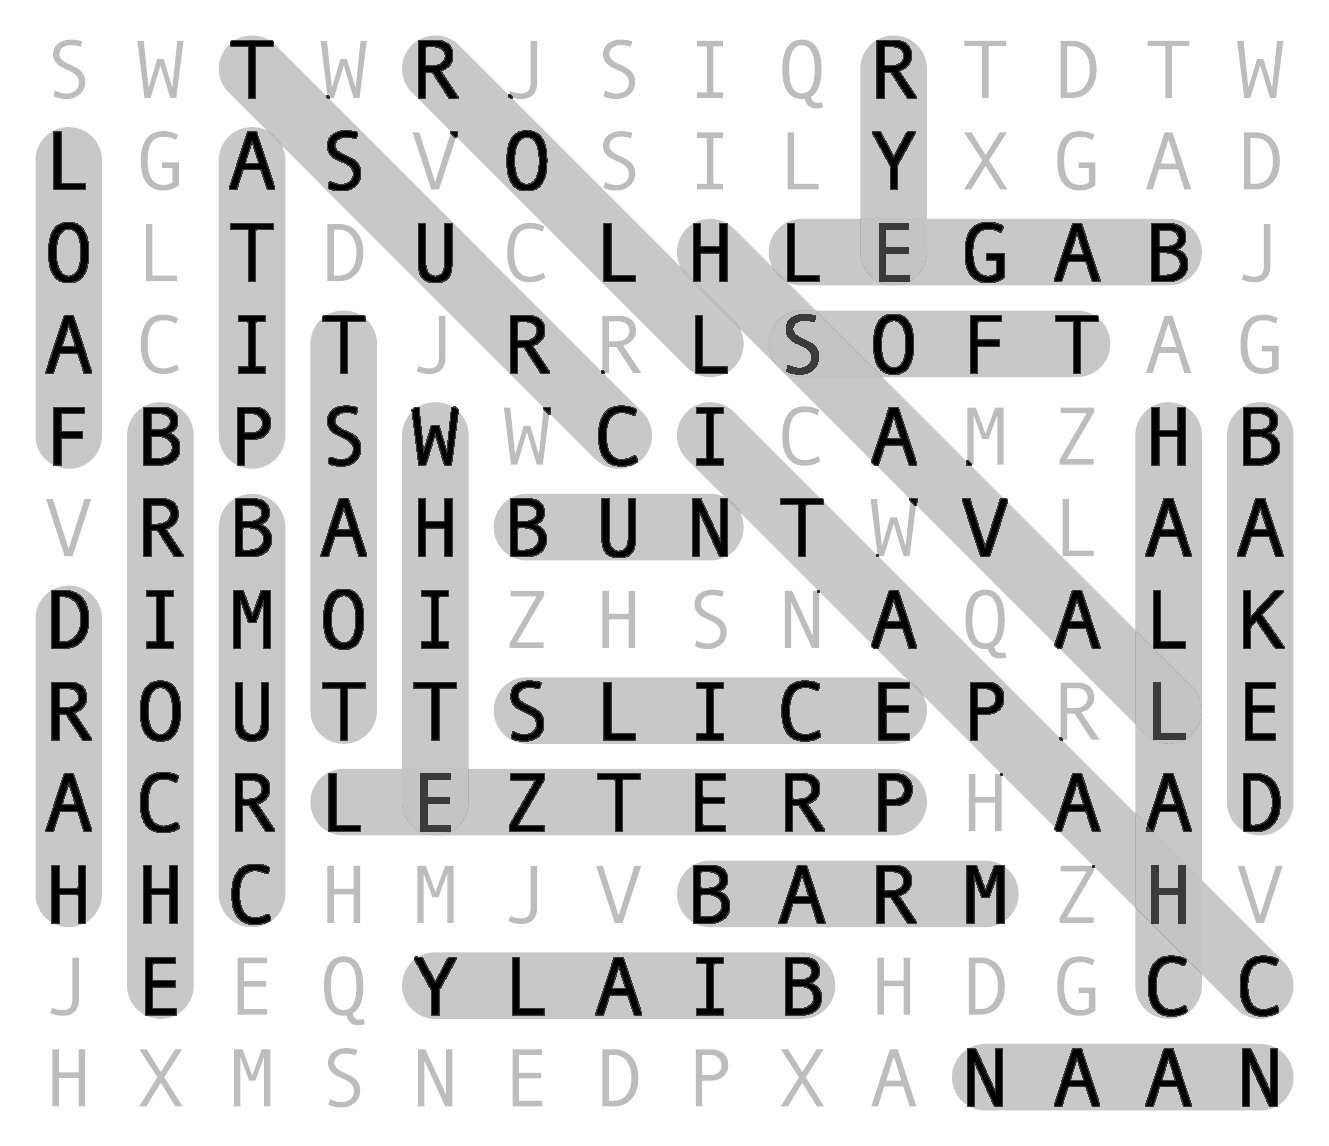 S W T W R J S I Q R T D T W
L G A S V O S I L Y X G A D
O L T D U C L H L E G A B J
A C I T J R R L S O F T A G
F B P S W W C I C A M Z H B
V R B A H B U N T W V L A A
D I M O I Z H S N A Q A L K
R O U T T S L I C E P R L E
A C R L E Z T E R P H A A D
H H C H M J V B A R M Z H V
J E E Q Y L A I B H D G C C
H X M S N E D P X A N A A N